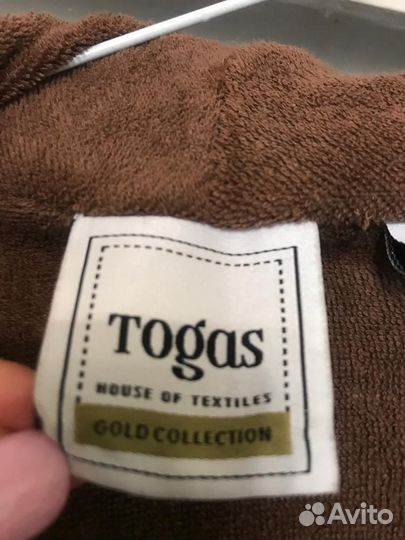 Togas
HOUSE OF TEXTILES
GOLD COLLECTION
Avito